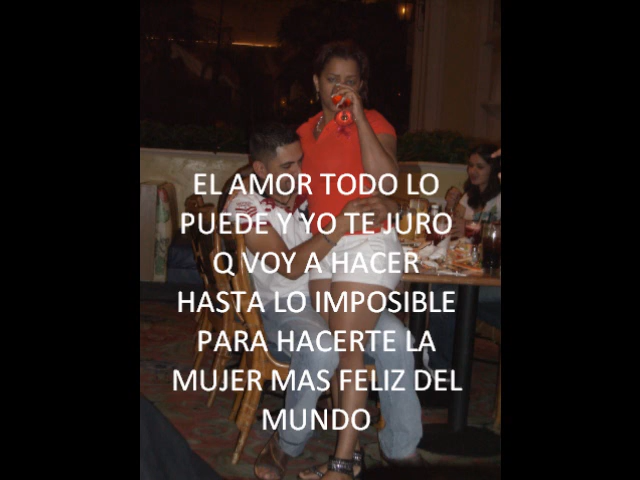 EL AMOR TODO LO
PUEDE Y YO TE JURO
Q VOY A HACER
HASTA LO IMPOSIBLE
PARA HACERTE LA
MUJER MAS FELIZ DEL
MUNDO